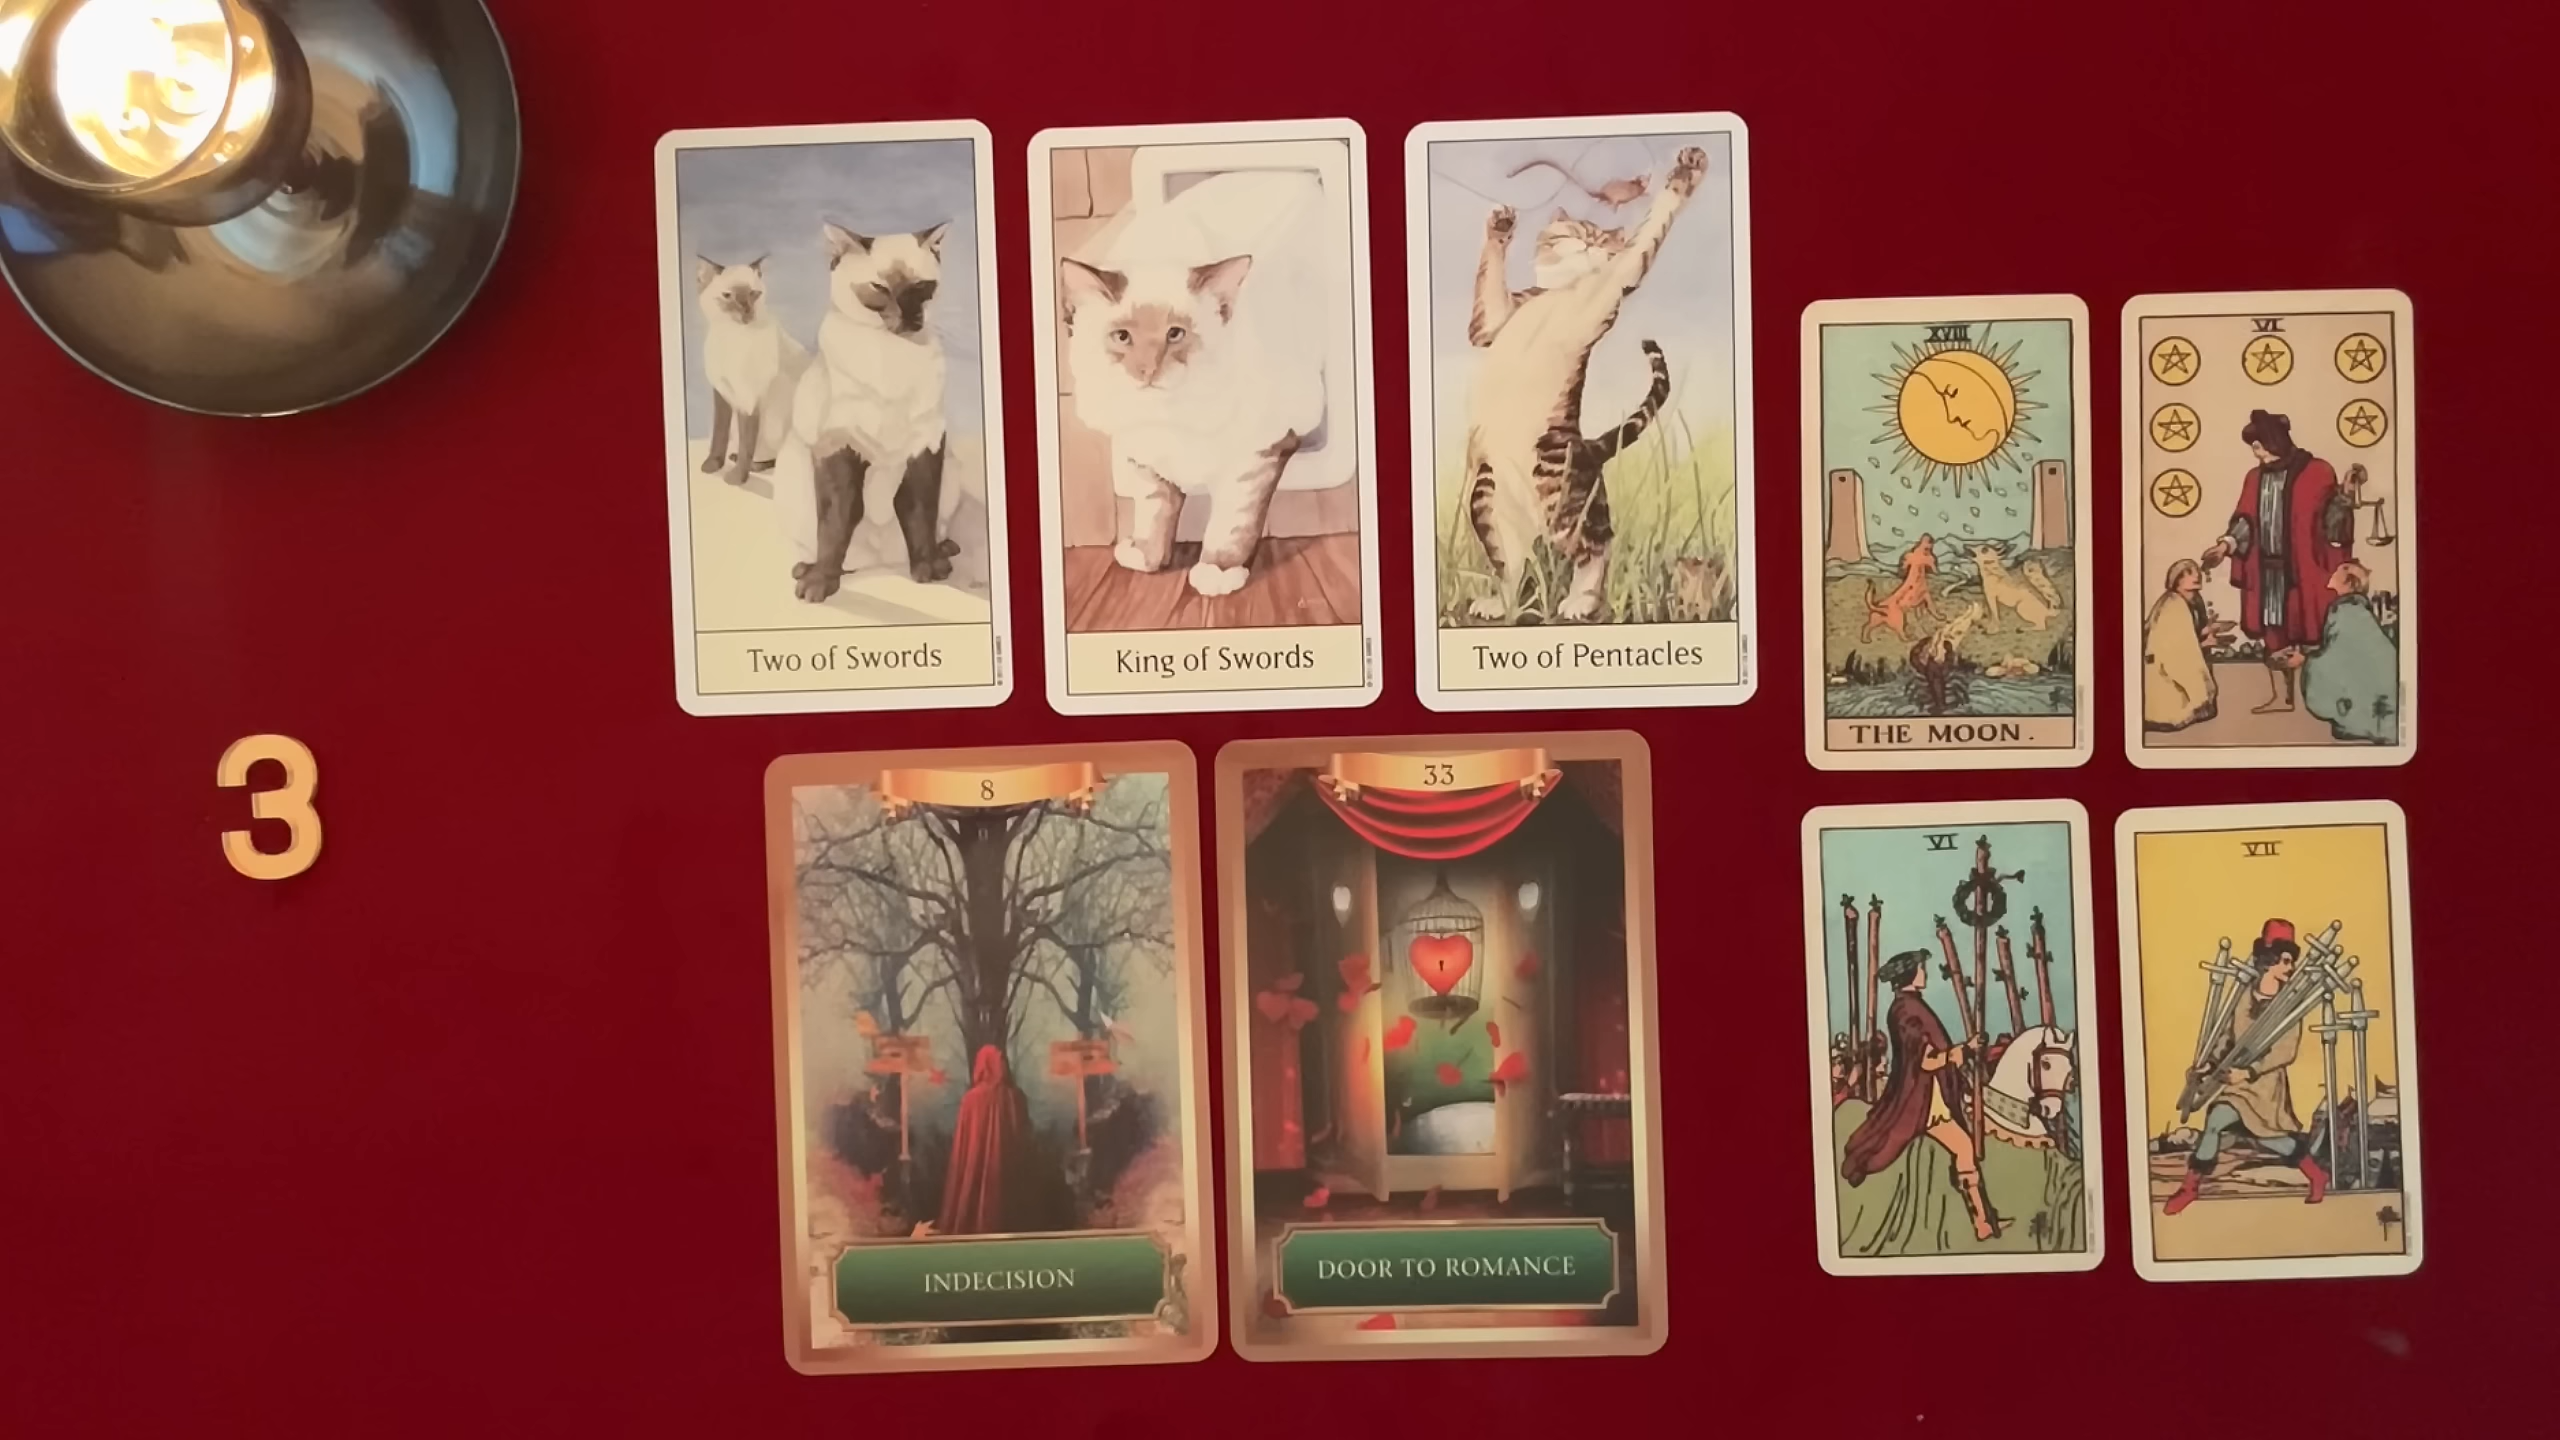 Two of Swords
King of Swords
Two of Pentacles
XVIII
THE MOON.
VI
3
8
INDECISION
33
DOOR TO ROMANCE
VI
VII